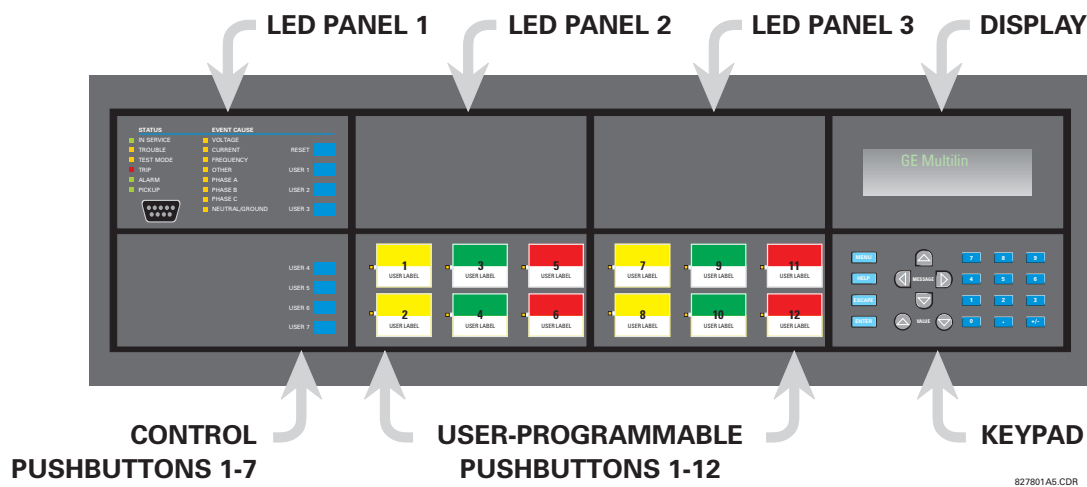 LED PANEL 1
LED PANEL 2
LED PANEL 3
DISPLAY
STATUS
IN SERVICE
TROUBLE
TEST MODE
TRIP
ALARM
PICKUP
EVENT CAUSE
VOLTAGE
CURRENT
FREQUENCY
OTHER
PHASE A
PHASE B
PHASE C
NEUTRAL/GROUND
RESET
USER 1
USER 2
USER 3
GE Multilin
USER 4
USER 5
USER 6
USER 7
1
USER LABEL
3
USER LABEL
5
USER LABEL
2
USER LABEL
4
USER LABEL
6
USER LABEL
7
USER LABEL
9
USER LABEL
11
USER LABEL
8
USER LABEL
10
USER LABEL
12
USER LABEL
MENU
HELP
ESCAPE
ENTER
MESSAGE
VALUE
7 8 9
4 5 6
1 2 3
0 . +/-
CONTROL
PUSHBUTTONS 1-7
USER-PROGRAMMABLE
PUSHBUTTONS 1-12
KEYPAD
827801A5.CDR